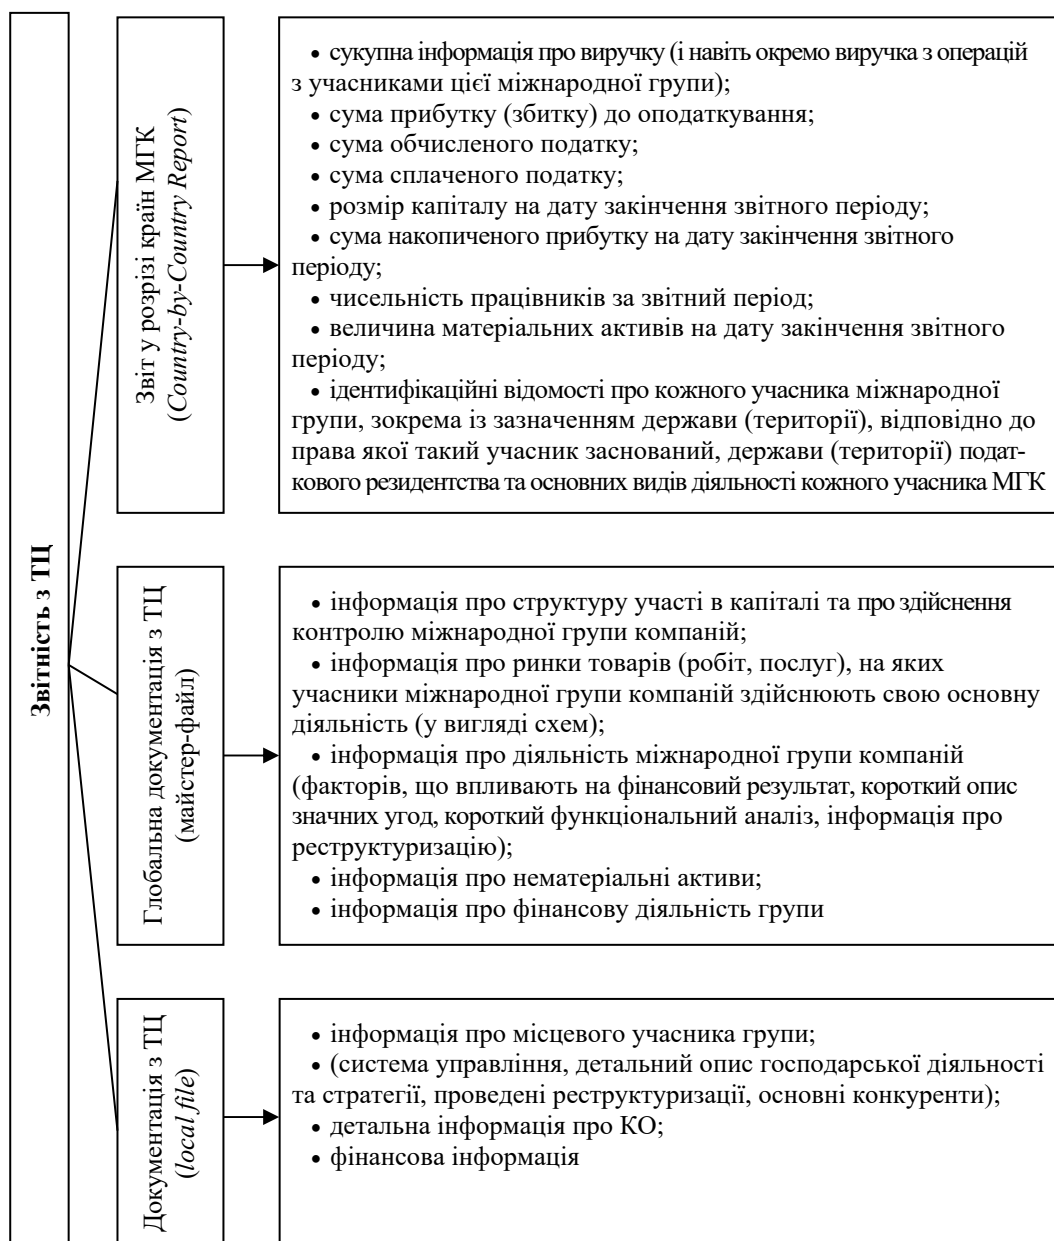 Звітність з ТЦ
Звіт у розрізі країн МГК
(Country-by-Country Report)
• сукупна інформація про виручку (і навіть окремо виручка з операцій
з учасниками цієї міжнародної групи);
• сума прибутку (збитку) до оподаткування;
• сума обчисленого податку;
• сума сплаченого податку;
• розмір капіталу на дату закінчення звітного періоду;
• сума накопиченого прибутку на дату закінчення звітного
періоду;
• чисельність працівників за звітний період;
• величина матеріальних активів на дату закінчення звітного
періоду;
• ідентифікаційні відомості про кожного учасника міжнародної
групи, зокрема із зазначенням держави (території), відповідно до
права якої такий учасник заснований, держави (території) подат-
кового резидентства та основних видів діяльності кожного учасника МГК
Глобальна документація з ТЦ
(майстер-файл)
• інформація про структуру участі в капіталі та про здійснення
контролю міжнародної групи компаній;
• інформація про ринки товарів (робіт, послуг), на яких
учасники міжнародної групи компаній здійснюють свою основну
діяльність (у вигляді схем);
• інформація про діяльність міжнародної групи компаній
(факторів, що впливають на фінансовий результат, короткий опис
значних угод, короткий функціональний аналіз, інформація про
реструктуризацію);
• інформація про нематеріальні активи;
• інформація про фінансову діяльність групи
Документація з ТЦ
(local file)
• інформація про місцевого учасника групи;
• (система управління, детальний опис господарської діяльності
та стратегії, проведені реструктуризації, основні конкуренти);
• детальна інформація про КО;
• фінансова інформація